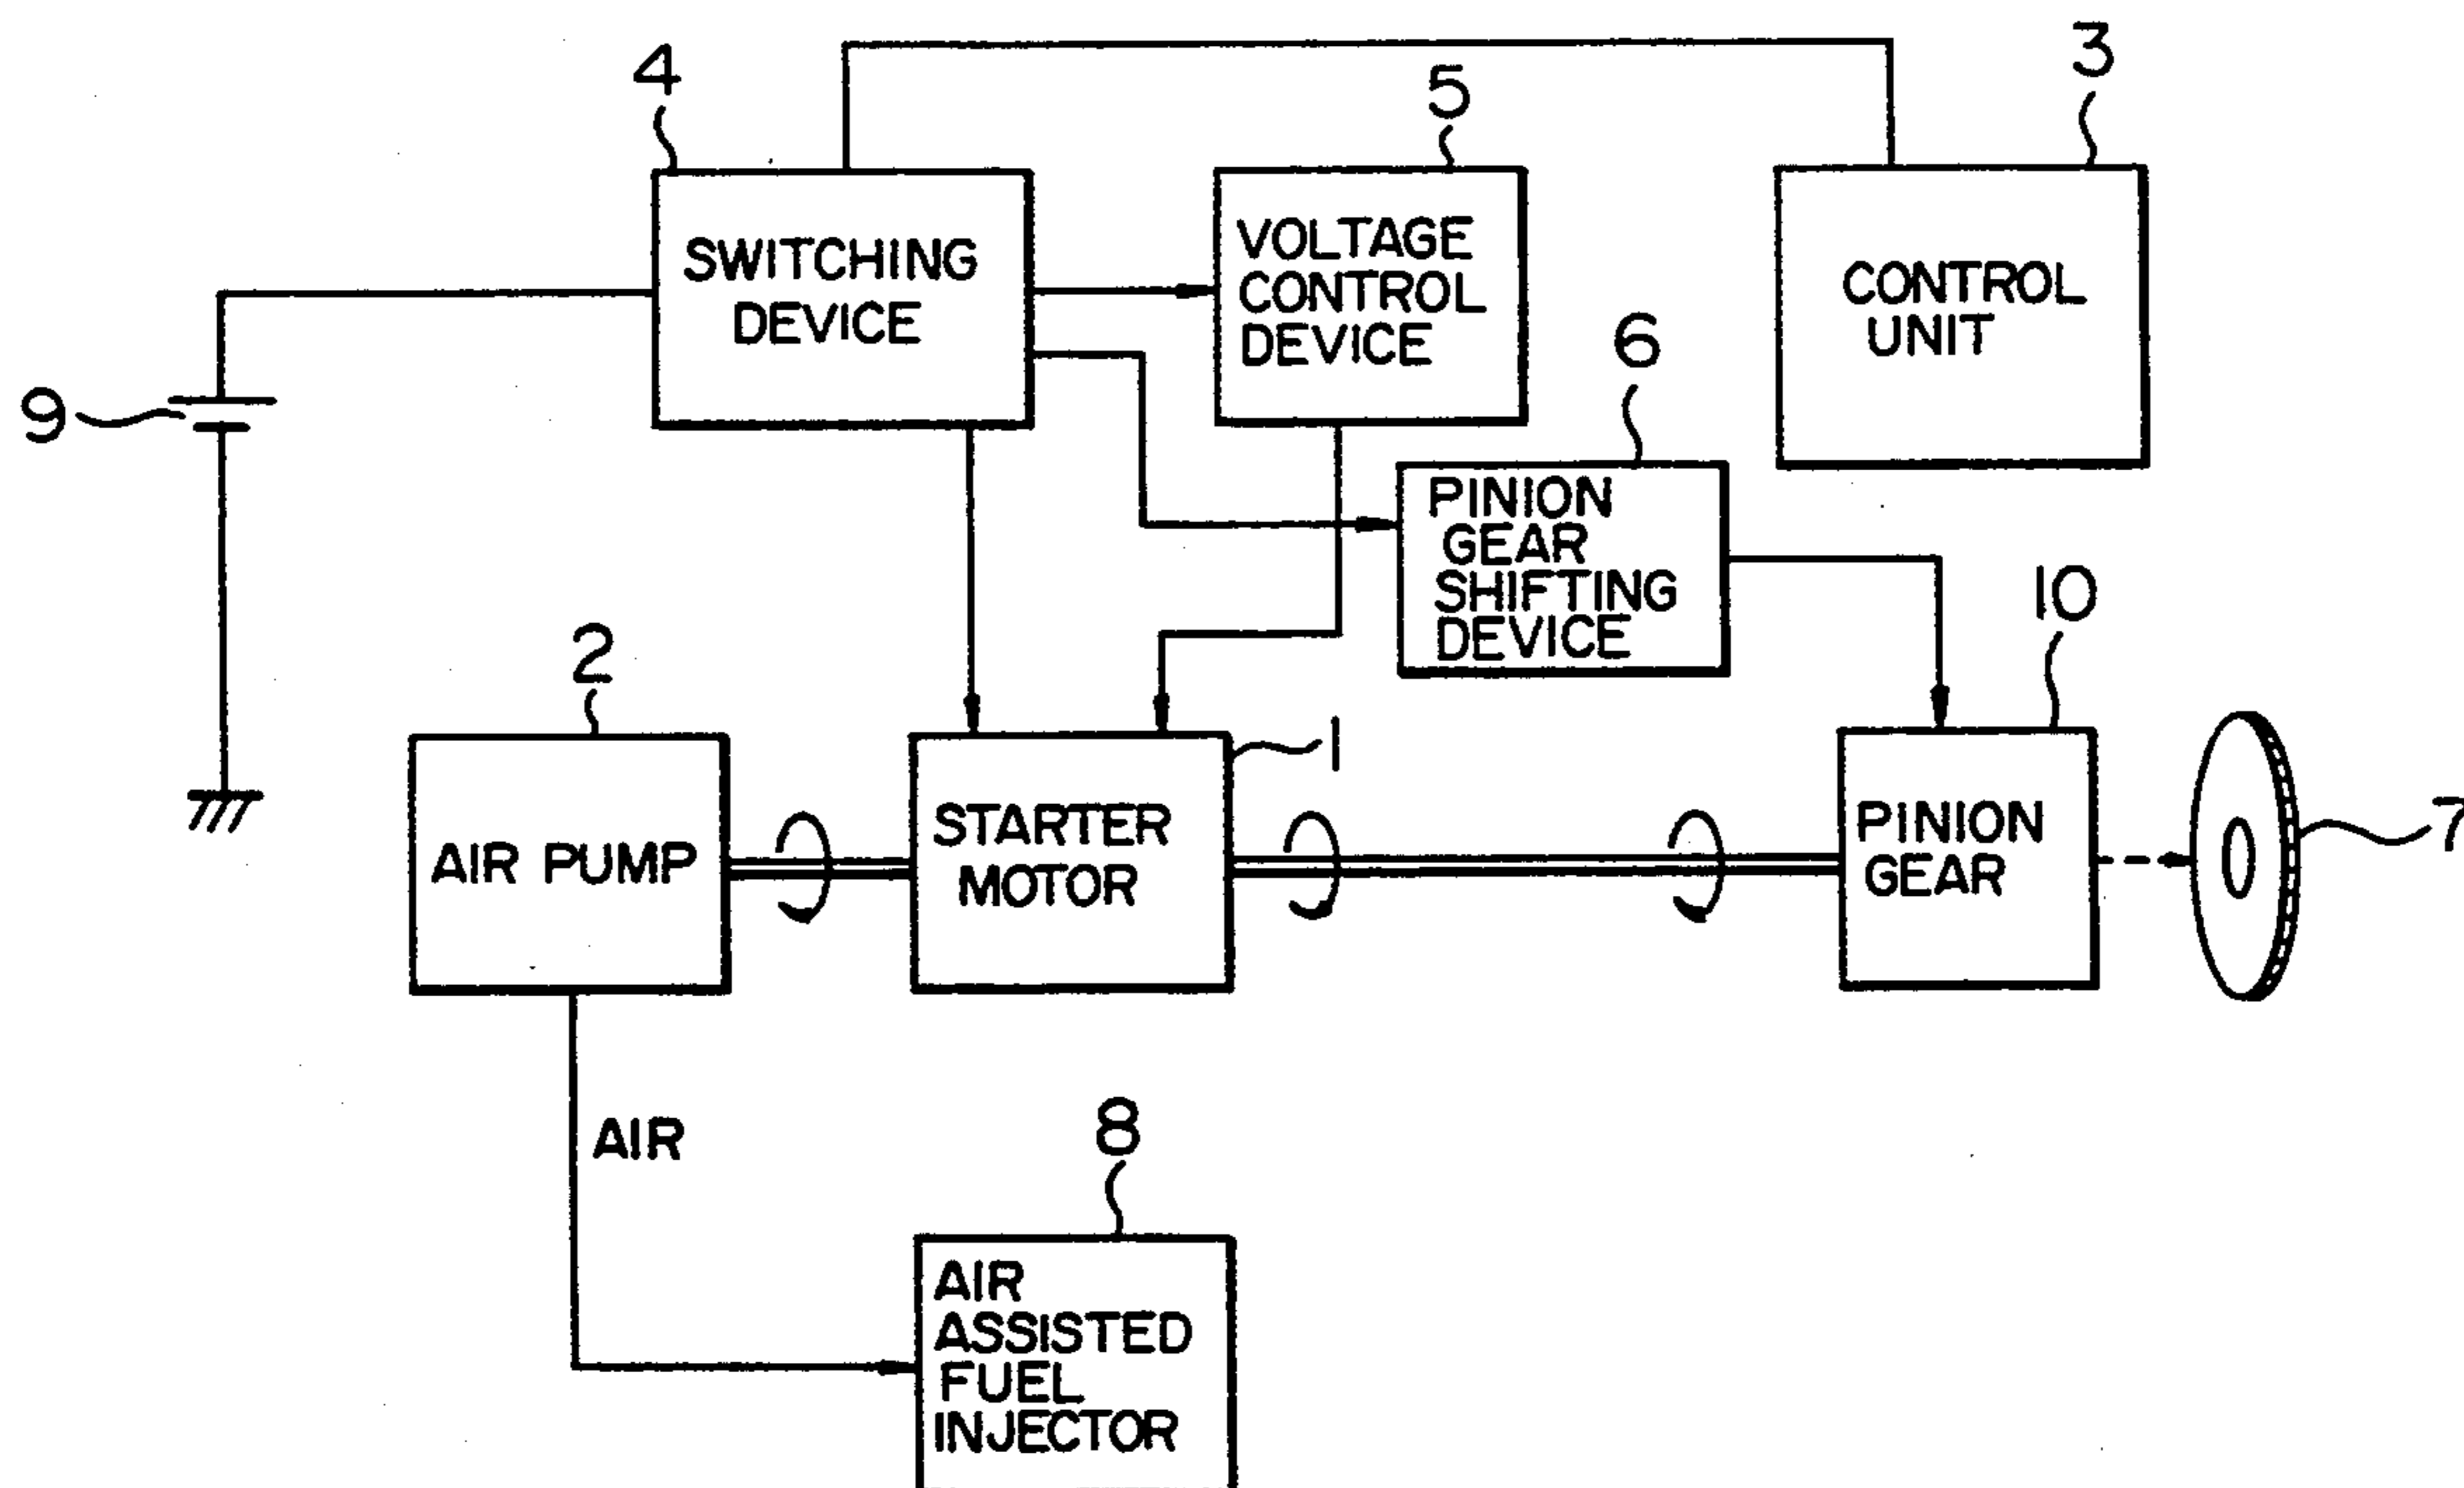 4
5
3
SWITCHING
DEVICE
VOLTAGE
CONTROL
DEVICE
CONTROL
UNIT
6
9
PINION
GEAR
SHIFTING
DEVICE
10
2
1
AIR PUMP
STARTER
MOTOR
PINION
GEAR
7
AIR
8
AIR
ASSISTED
FUEL
INJECTOR